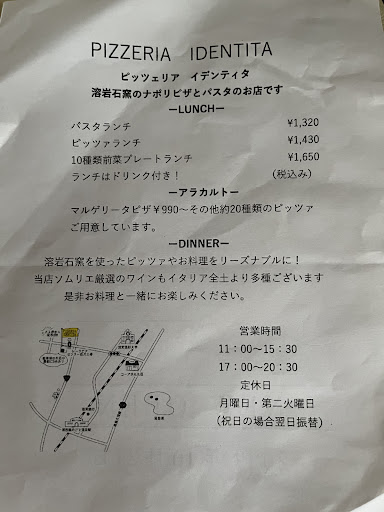 PIZZERIA IDENTITA
ピッツェリア イデンティタ
溶岩石窯のナポリピザとパスタのお店です
ーLUNCHー
パスタランチ ¥1,320
ピッツァランチ ¥1,430
10種類前菜プレートランチ ¥1,650
ランチはドリンク付き！ （税込み）
ーアラカルトー
マルゲリータピザ￥990～その他約20種類のピッツァ
ご用意しています。
ーDINNERー
溶岩石窯を使ったピッツァやお料理をリーズナブルに！
当店ソムリエ厳選のワインもイタリア全土より多種ございます
是非お料理と一緒にお楽しみください。
営業時間
11：00～15：30
17：00～20：30
定休日
月曜日・第二火曜日
（祝日の場合翌日振替）